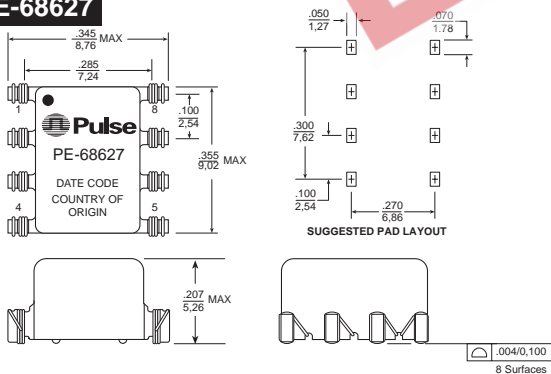 E-68627
.345
8,76
MAX
.285
7,24
1
8
Pulse
PE-68627
DATE CODE
COUNTRY OF
ORIGIN
4
5
.100
2,54
.355
9,02
MAX
.050
1,27
.070
1.78
.300
7,62
.100
2,54
.270
6,86
SUGGESTED PAD LAYOUT
.207
5,26
MAX
.004/0,100
8 Surfaces